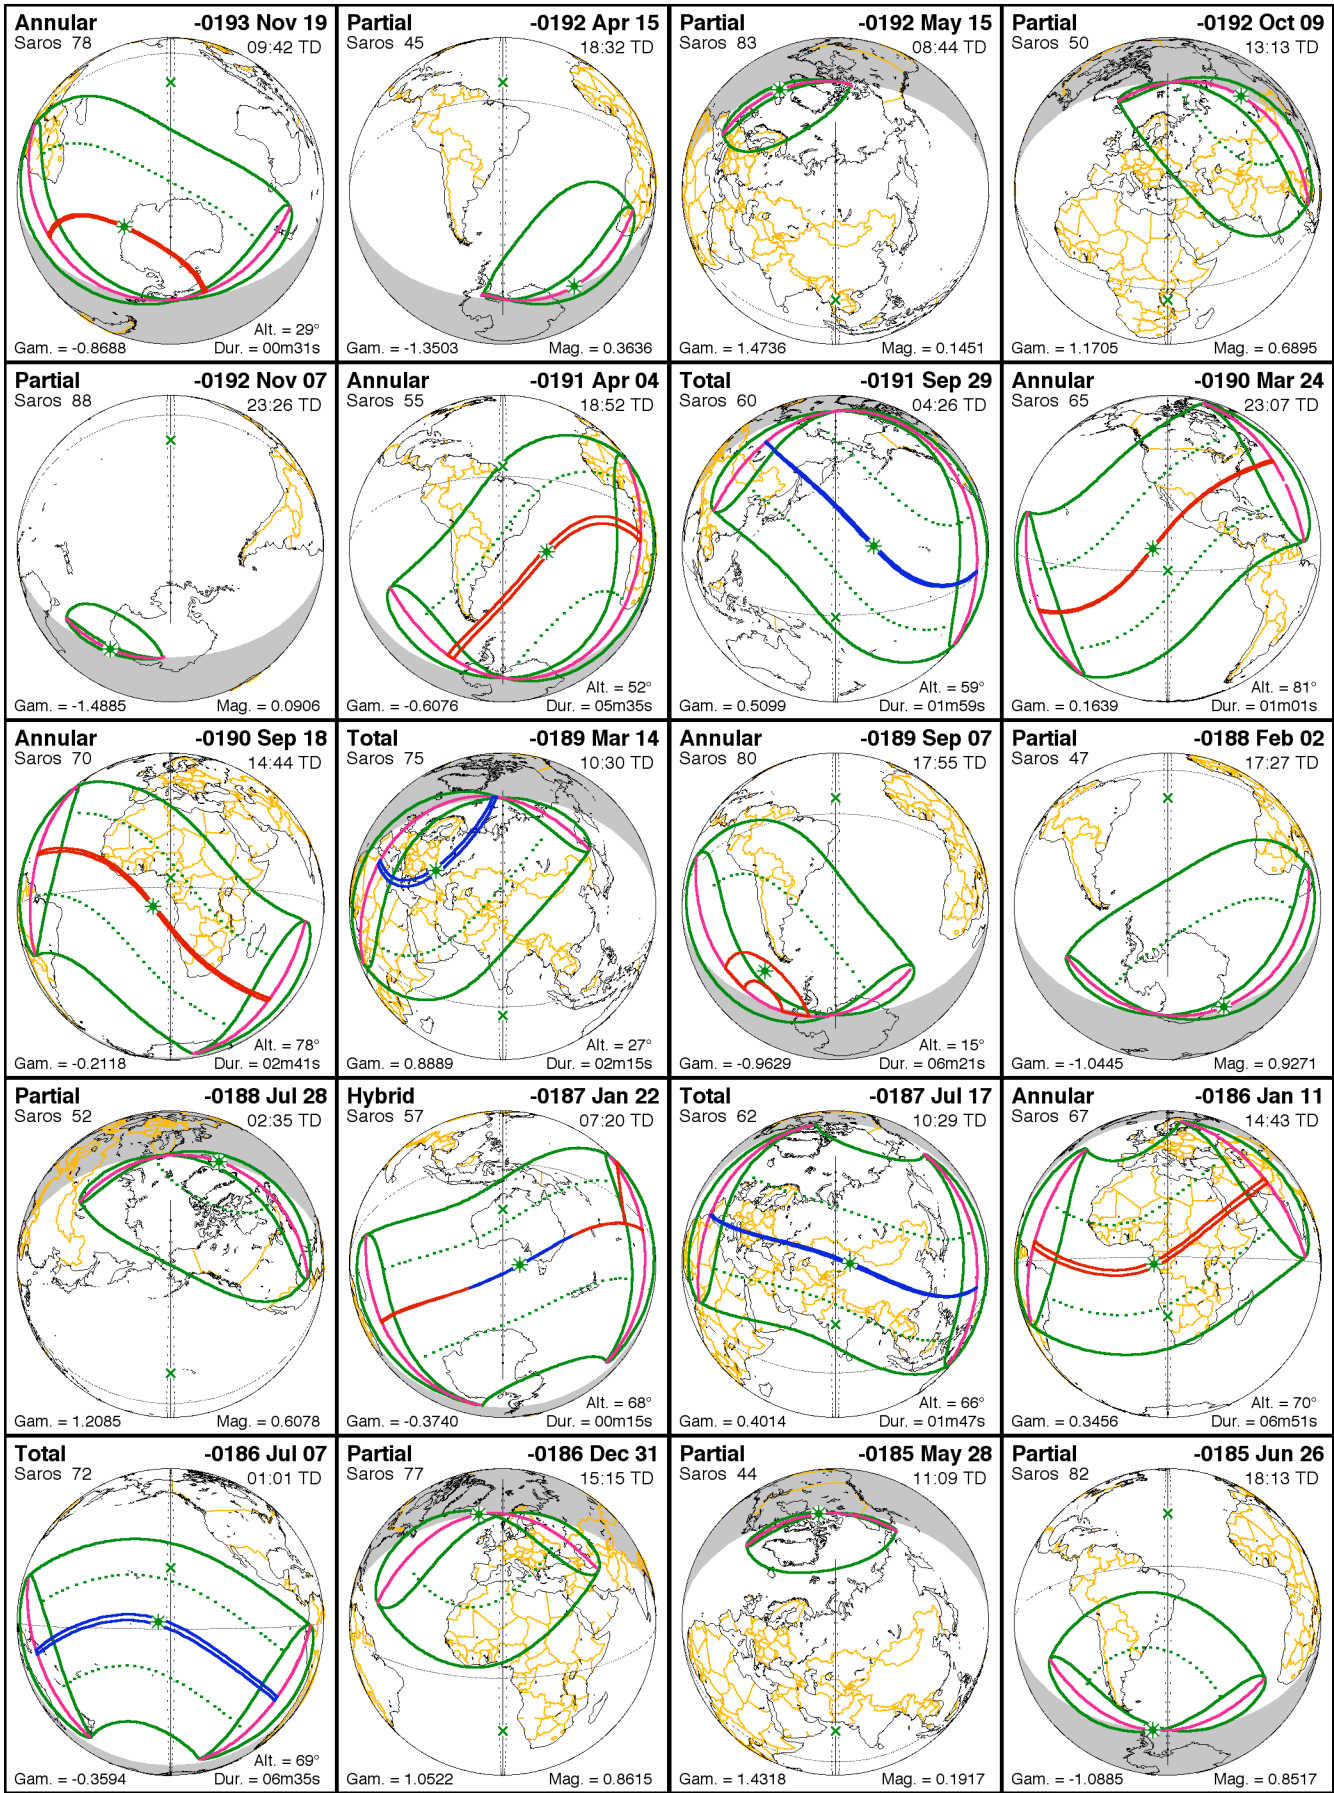 Annular -0193 Nov 19
Saros 78 09:42 TD
Alt. = 29°
Gam. = -0.8688 Dur. = 00m31s
Partial -0192 Apr 15
Saros 45 18:32 TD
Gam. = -1.3503 Mag. = 0.3636
Partial -0192 May 15
Saros 83 08:44 TD
Gam. = 1.4736 Mag. = 0.1451
Partial -0192 Oct 09
Saros 50 13:13 TD
Gam. = 1.1705 Mag. = 0.6895
Partial -0192 Nov 07
Saros 88 23:26 TD
Gam. = -1.4885 Mag. = 0.0906
Annular -0191 Apr 04
Saros 55 18:52 TD
Alt. = 52°
Gam. = -0.6076 Dur. = 05m35s
Total -0191 Sep 29
Saros 60 04:26 TD
Alt. = 59°
Gam. = 0.5099 Dur. = 01m59s
Annular -0190 Mar 24
Saros 65 23:07 TD
Alt. = 81°
Gam. = 0.1639 Dur. = 01m01s
Annular -0190 Sep 18
Saros 70 14:44 TD
Alt. = 78°
Gam. = -0.2118 Dur. = 02m41s
Total -0189 Mar 14
Saros 75 10:30 TD
Alt. = 27°
Gam. = 0.8889 Dur. = 02m15s
Annular -0189 Sep 07
Saros 80 17:55 TD
Alt. = 15°
Gam. = -0.9629 Dur. = 06m21s
Partial -0188 Feb 02
Saros 47 17:27 TD
Gam. = -1.0445 Mag. = 0.9271
Partial -0188 Jul 28
Saros 52 02:35 TD
Gam. = 1.2085 Mag. = 0.6078
Hybrid -0187 Jan 22
Saros 57 07:20 TD
Alt. = 68°
Gam. = -0.3740 Dur. = 00m15s
Total -0187 Jul 17
Saros 62 10:29 TD
Alt. = 66°
Gam. = 0.4014 Dur. = 01m47s
Annular -0186 Jan 11
Saros 67 14:43 TD
Alt. = 70°
Gam. = 0.3456 Dur. = 06m51s
Total -0186 Jul 07
Saros 72 01:01 TD
Alt. = 69°
Gam. = -0.3594 Dur. = 06m35s
Partial -0186 Dec 31
Saros 77 15:15 TD
Gam. = 1.0522 Mag. = 0.8615
Partial -0185 May 28
Saros 44 11:09 TD
Gam. = 1.4318 Mag. = 0.1917
Partial -0185 Jun 26
Saros 82 18:13 TD
Gam. = -1.0885 Mag. = 0.8517